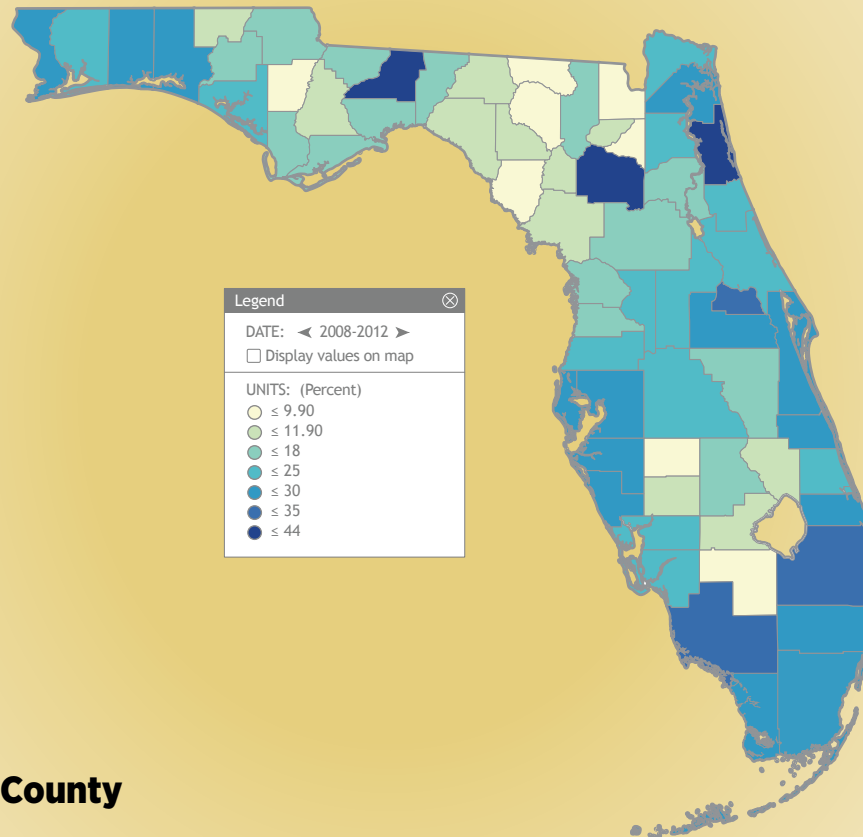 Legend
DATE: ◄ 2008-2012 ➤
Display values on map
UNITS: (Percent)
≤ 9.90
≤ 11.90
≤ 18
≤ 25
≤ 30
≤ 35
≤ 44
County